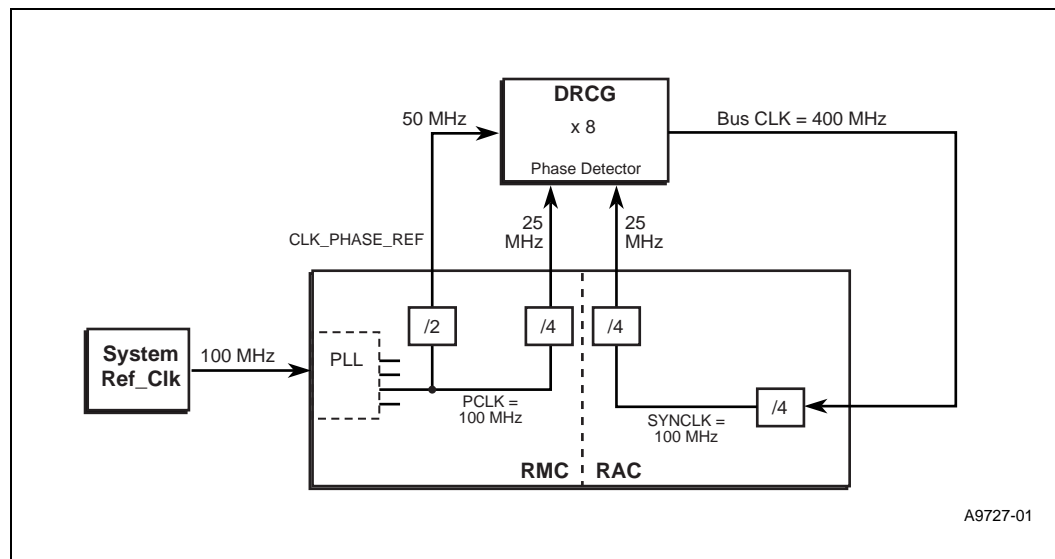 DRCG
x 8
Phase Detector
50 MHz
Bus CLK = 400 MHz
CLK_PHASE_REF
25
MHz
25
MHz
/2
/4
/4
System
Ref_Clk
100 MHz
PLL
PCLK =
100 MHz
SYNCLK =
100 MHz
/4
RMC
RAC
A9727-01